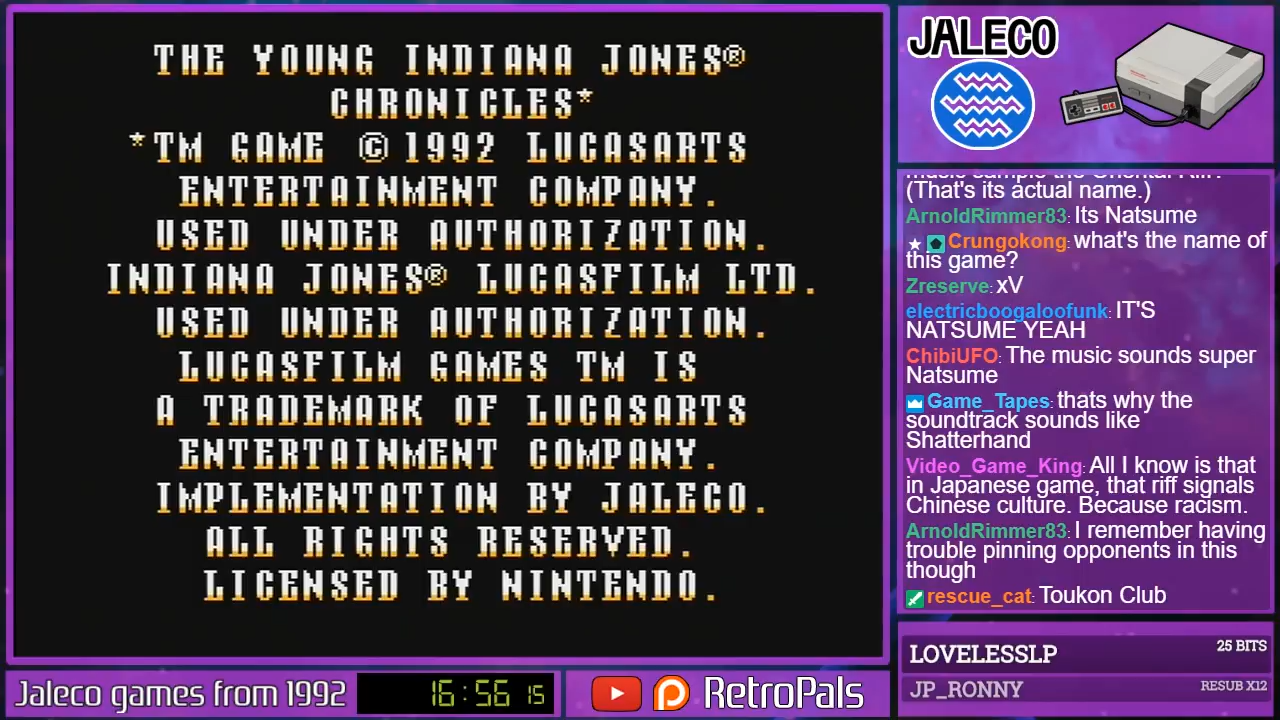 THE YOUNG INDIANA JONES®
CHRONICLES*
*TM GAME © 1992 LUCASARTS
ENTERTAINMENT COMPANY.
USED UNDER AUTHORIZATION.
INDIANA JONES® LUCASFILM LTD.
USED UNDER AUTHORIZATION.
LUCASFILM GAMES TM IS
A TRADEMARK OF LUCASARTS
ENTERTAINMENT COMPANY.
IMPLEMENTATION BY JALECO.
ALL RIGHTS RESERVED.
LICENSED BY NINTENDO.
JALECO
(That's its actual name.)
ArnoldRimmer83: Its Natsume
Crungokong: what's the name of
this game?
Zreserve: xV
electricboogaloofunk: IT'S
NATSUME YEAH
ChibiUFO: The music sounds super
Natsume
Game_Tapes: thats why the
soundtrack sounds like
Shatterhand
Video_Game_King: All I know is that
in Japanese game, that riff signals
Chinese culture. Because racism.
ArnoldRimmer83: I remember having
trouble pinning opponents in this
though
rescue_cat: Toukon Club
LOVELESSLP 25 BITS
JP_RONNY RESUB X12
Jaleco games from 1992 16:56 15 RetroPals